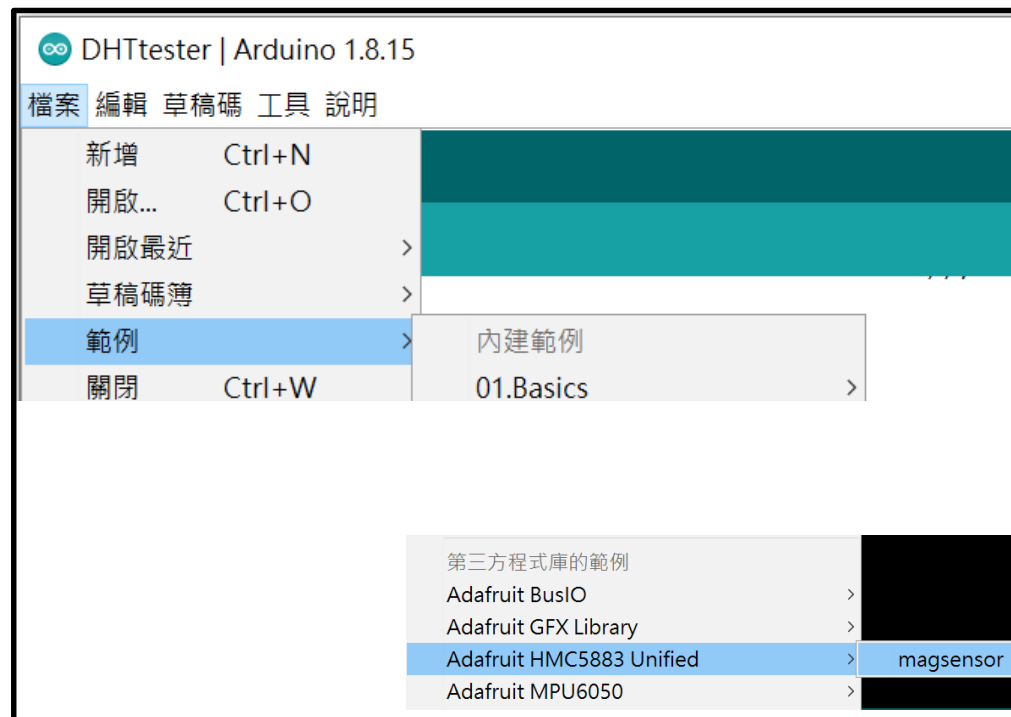 DHTtester | Arduino 1.8.15
檔案 編輯 草稿碼 工具 說明
新增 Ctrl+N
開啟... Ctrl+O
開啟最近
草稿碼簿
範例
內建範例
關閉 Ctrl+W
01.Basics
第三方程式庫的範例
Adafruit BusIO
Adafruit GFX Library
Adafruit HMC5883 Unified
magsensor
Adafruit MPU6050